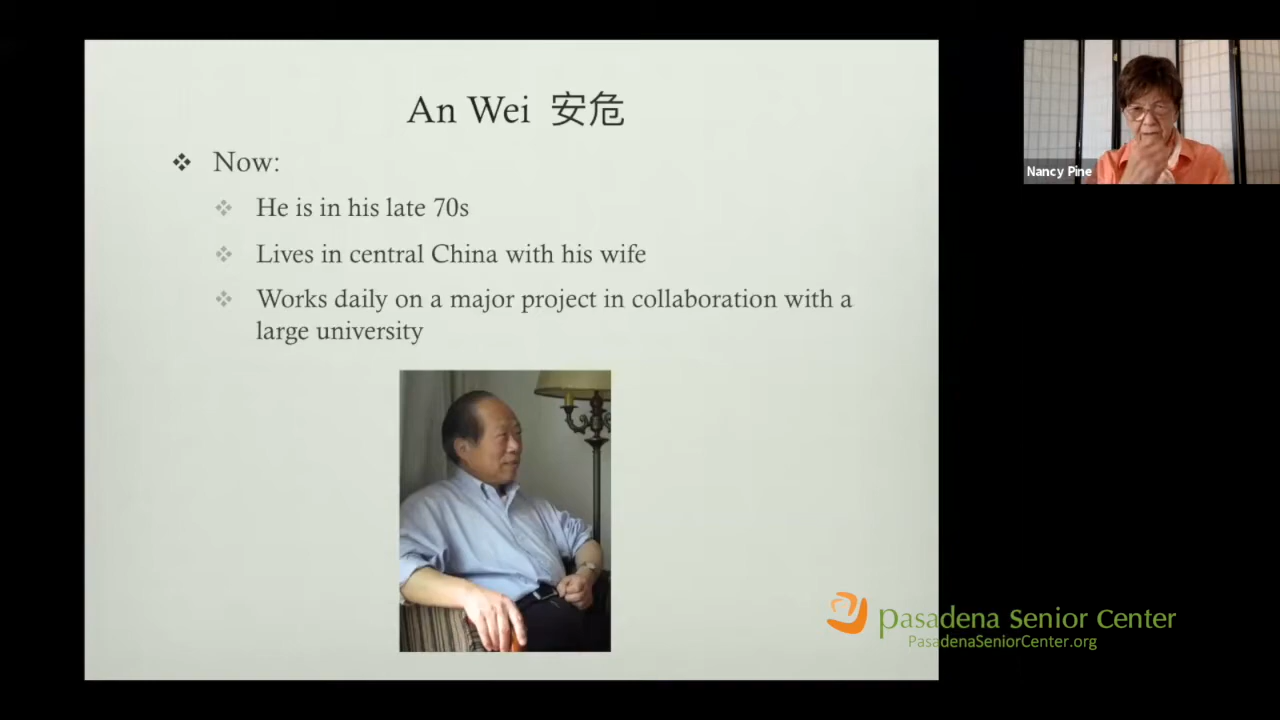 An Wei 安危
Now:
He is in his late 70s
Lives in central China with his wife
Works daily on a major project in collaboration with a
large university
Nancy Pine
Pasadena Senior Center
PasadenaSeniorCenter.org